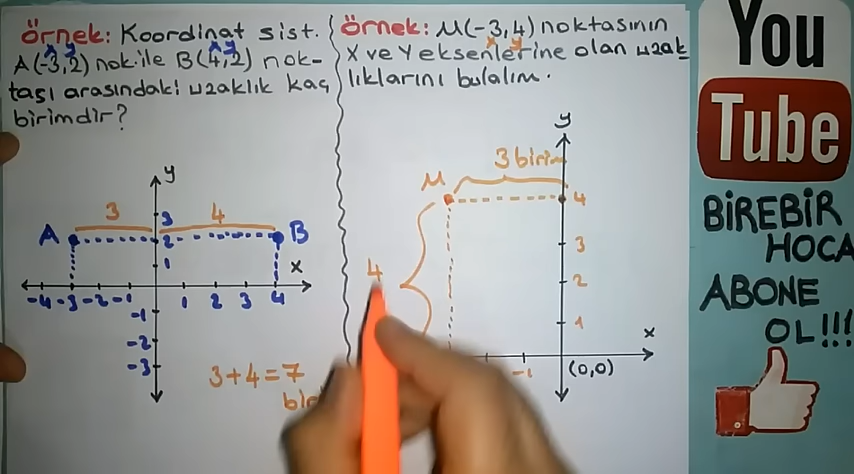 örnek: Koordinat sist.
A(-3,2) nok.ile B(4,2) nok-
tası arasındaki uzaklık kaç
birimdir?
x y
x y
y
3 4
A B
3
2
1
x
-4 -3 -2 -1 1 2 3 4
-1
-2
-3
3+4=7
örnek: M(-3,4) noktasının
X ve Y eksenlerine olan uzak
lıklarını bulalım.
x y
y
3 birim
M
4
3
4
2
1
x
-1 (0,0)
You
Tube
BİREBİR
HOCA
ABONE
OL!!!